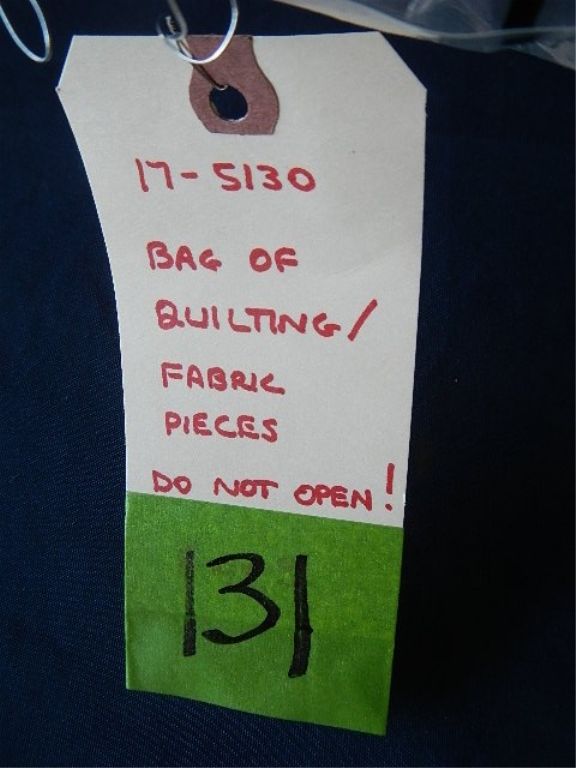 17-5130
BAG OF
QUILTING/
FABRIC
PIECES
DO NOT OPEN!
131